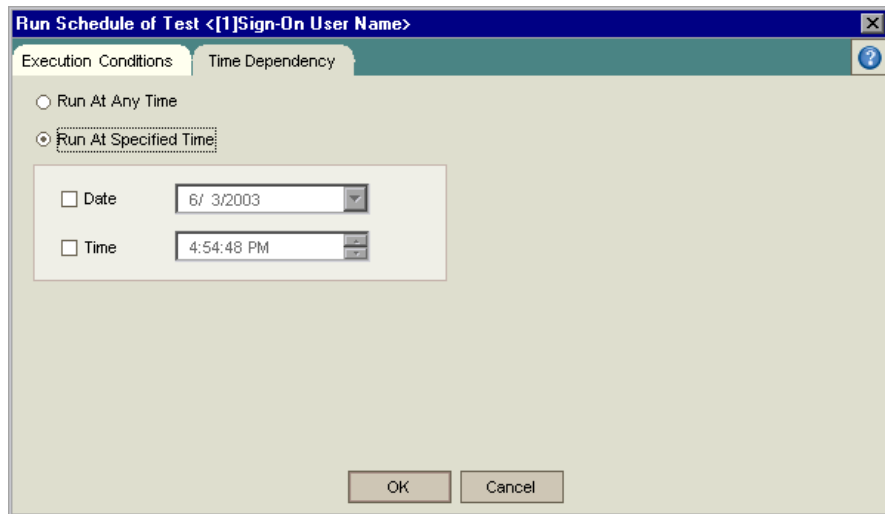 Run Schedule of Test <[1]Sign-On User Name>
Execution Conditions
Time Dependency
Run At Any Time
Run At Specified Time
Date
6/ 3/2003
Time
4:54:48 PM
OK
Cancel